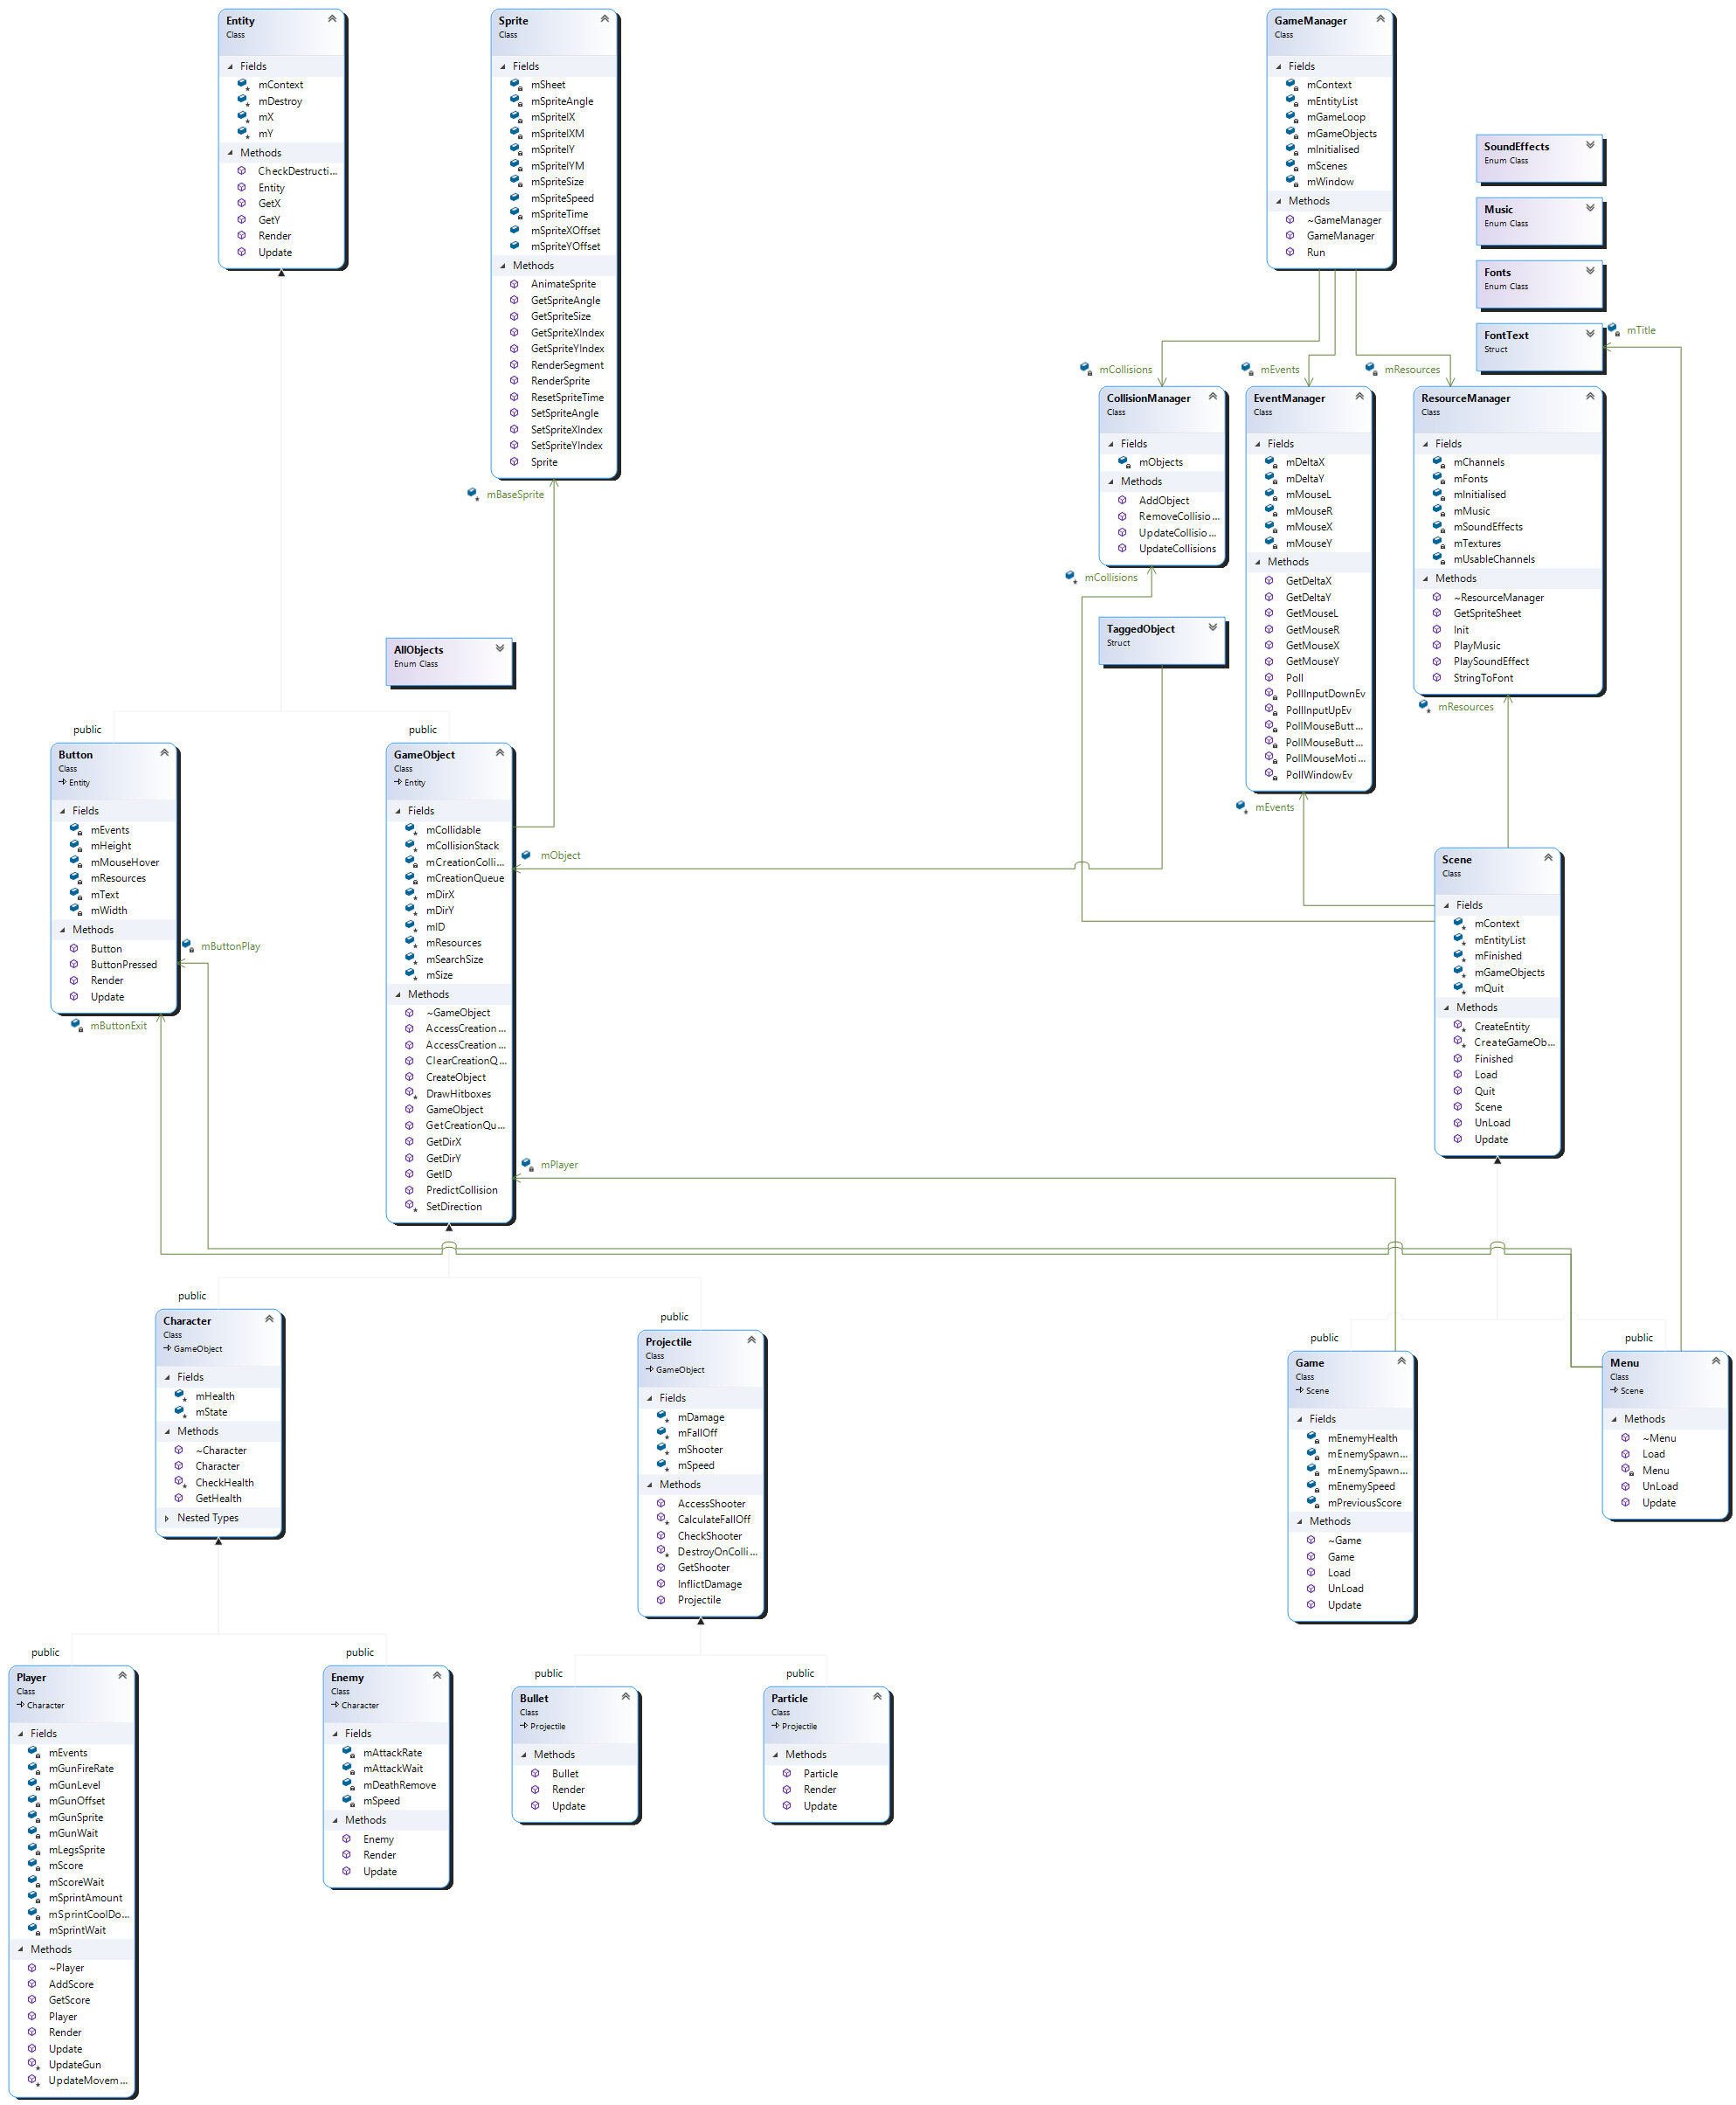 Entity
Class
Fields
mContext
mDestroy
mX
mY
Methods
CheckDestructi...
Entity
GetX
GetY
Render
Update
Sprite
Class
Fields
mSheet
mSpriteAngle
mSpriteIX
mSpriteIXM
mSpriteIY
mSpriteIYM
mSpriteSize
mSpriteSpeed
mSpriteTime
mSpriteXOffset
mSpriteYOffset
Methods
AnimateSprite
GetSpriteAngle
GetSpriteSize
GetSpriteXIndex
GetSpriteYIndex
RenderSegment
RenderSprite
ResetSpriteTime
SetSpriteAngle
SetSpriteXIndex
SetSpriteYIndex
Sprite
mBaseSprite
GameManager
Class
Fields
mContext
mEntityList
mGameLoop
mGameObjects
mInitialised
mScenes
mWindow
Methods
~GameManager
GameManager
Run
SoundEffects
Enum Class
Music
Enum Class
Fonts
Enum Class
FontText
Struct
mTitle
mCollisions
mEvents
mResources
CollisionManager
Class
Fields
mObjects
Methods
AddObject
RemoveCollisio...
UpdateCollisio...
UpdateCollisions
mCollisions
EventManager
Class
Fields
mDeltaX
mDeltaY
mMouseL
mMouseR
mMouseX
mMouseY
Methods
GetDeltaX
GetDeltaY
GetMouseL
GetMouseR
GetMouseX
GetMouseY
Poll
PollInputDownEv
PollInputUpEv
PollMouseButt...
PollMouseButt...
PollMouseMoti...
PollWindowEv
mEvents
ResourceManager
Class
Fields
mChannels
mFonts
mInitialised
mMusic
mSoundEffects
mTextures
mUsableChannels
Methods
~ResourceManager
GetSpriteSheet
Init
PlayMusic
PlaySoundEffect
StringToFont
mResources
TaggedObject
Struct
AllObjects
Enum Class
public
Button
Class
Entity
Fields
mEvents
mHeight
mMouseHover
mResources
mText
mWidth
Methods
Button
ButtonPressed
Render
Update
mButtonPlay
mButtonExit
public
GameObject
Class
Entity
Fields
mCollidable
mCollisionStack
mCreationColli...
mCreationQueue
mDirX
mDirY
mID
mResources
mSearchSize
mSize
Methods
~GameObject
AccessCreation...
AccessCreation...
ClearCreationQ...
CreateObject
DrawHitboxes
GameObject
GetCreationQu...
GetDirX
GetDirY
GetID
PredictCollision
SetDirection
mObject
mPlayer
Scene
Class
Fields
mContext
mEntityList
mFinished
mGameObjects
mQuit
Methods
CreateEntity
CreateGameOb...
Finished
Load
Quit
Scene
UnLoad
Update
public
Character
Class
GameObject
Fields
mHealth
mState
Methods
~Character
Character
CheckHealth
GetHealth
Nested Types
public
Projectile
Class
GameObject
Fields
mDamage
mFallOff
mShooter
mSpeed
Methods
AccessShooter
CalculateFallOff
CheckShooter
DestroyOnColli...
GetShooter
InflictDamage
Projectile
public
Game
Class
Scene
Fields
mEnemyHealth
mEnemySpawn...
mEnemySpawn...
mEnemySpeed
mPreviousScore
Methods
~Game
Game
Load
UnLoad
Update
public
Menu
Class
Scene
Methods
~Menu
Load
Menu
UnLoad
Update
public
Player
Class
Character
Fields
mEvents
mGunFireRate
mGunLevel
mGunOffset
mGunSprite
mGunWait
mLegsSprite
mScore
mScoreWait
mSprintAmount
mSprintCoolDo...
mSprintWait
Methods
~Player
AddScore
GetScore
Player
Render
Update
UpdateGun
UpdateMovem...
public
Enemy
Class
Character
Fields
mAttackRate
mAttackWait
mDeathRemove
mSpeed
Methods
Enemy
Render
Update
public
Bullet
Class
Projectile
Methods
Bullet
Render
Update
public
Particle
Class
Projectile
Methods
Particle
Render
Update